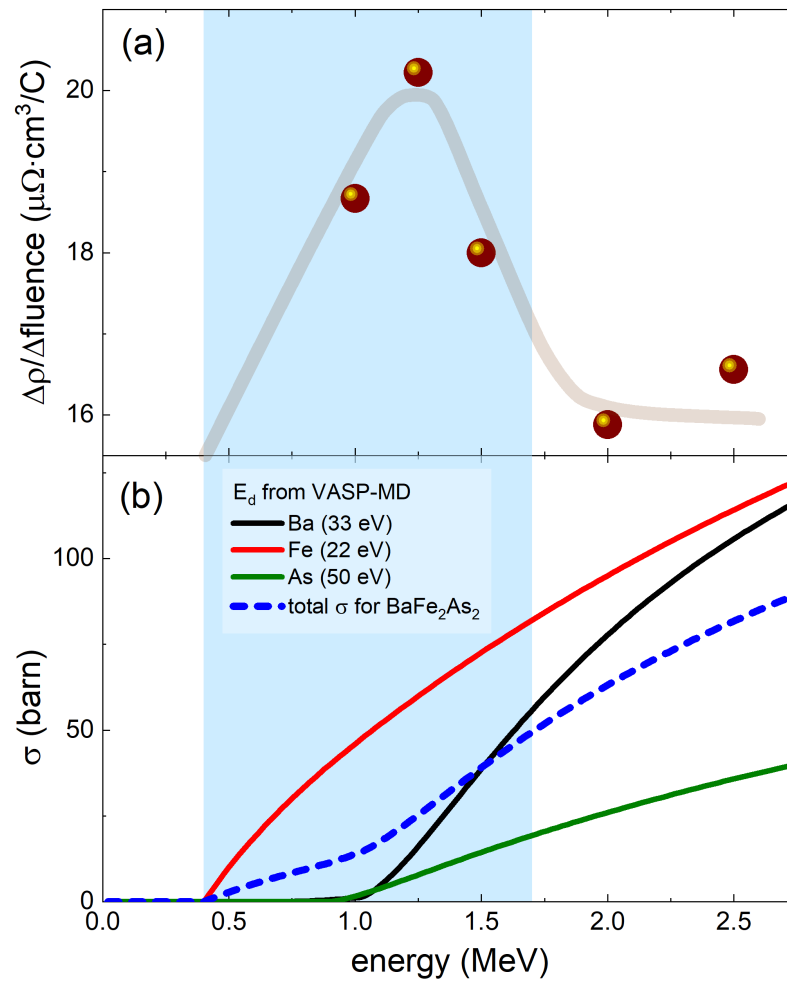 (a)
20
18
16
Δρ/Δfluence (μΩ·cm³/C)
(b)
E_d from VASP-MD
Ba (33 eV)
Fe (22 eV)
As (50 eV)
total σ for BaFe₂As₂
100
50
0
σ (barn)
0.0 0.5 1.0 1.5 2.0 2.5
energy (MeV)